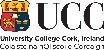 UCC
University College Cork, Ireland
Coláiste na hOllscoile Corcaigh